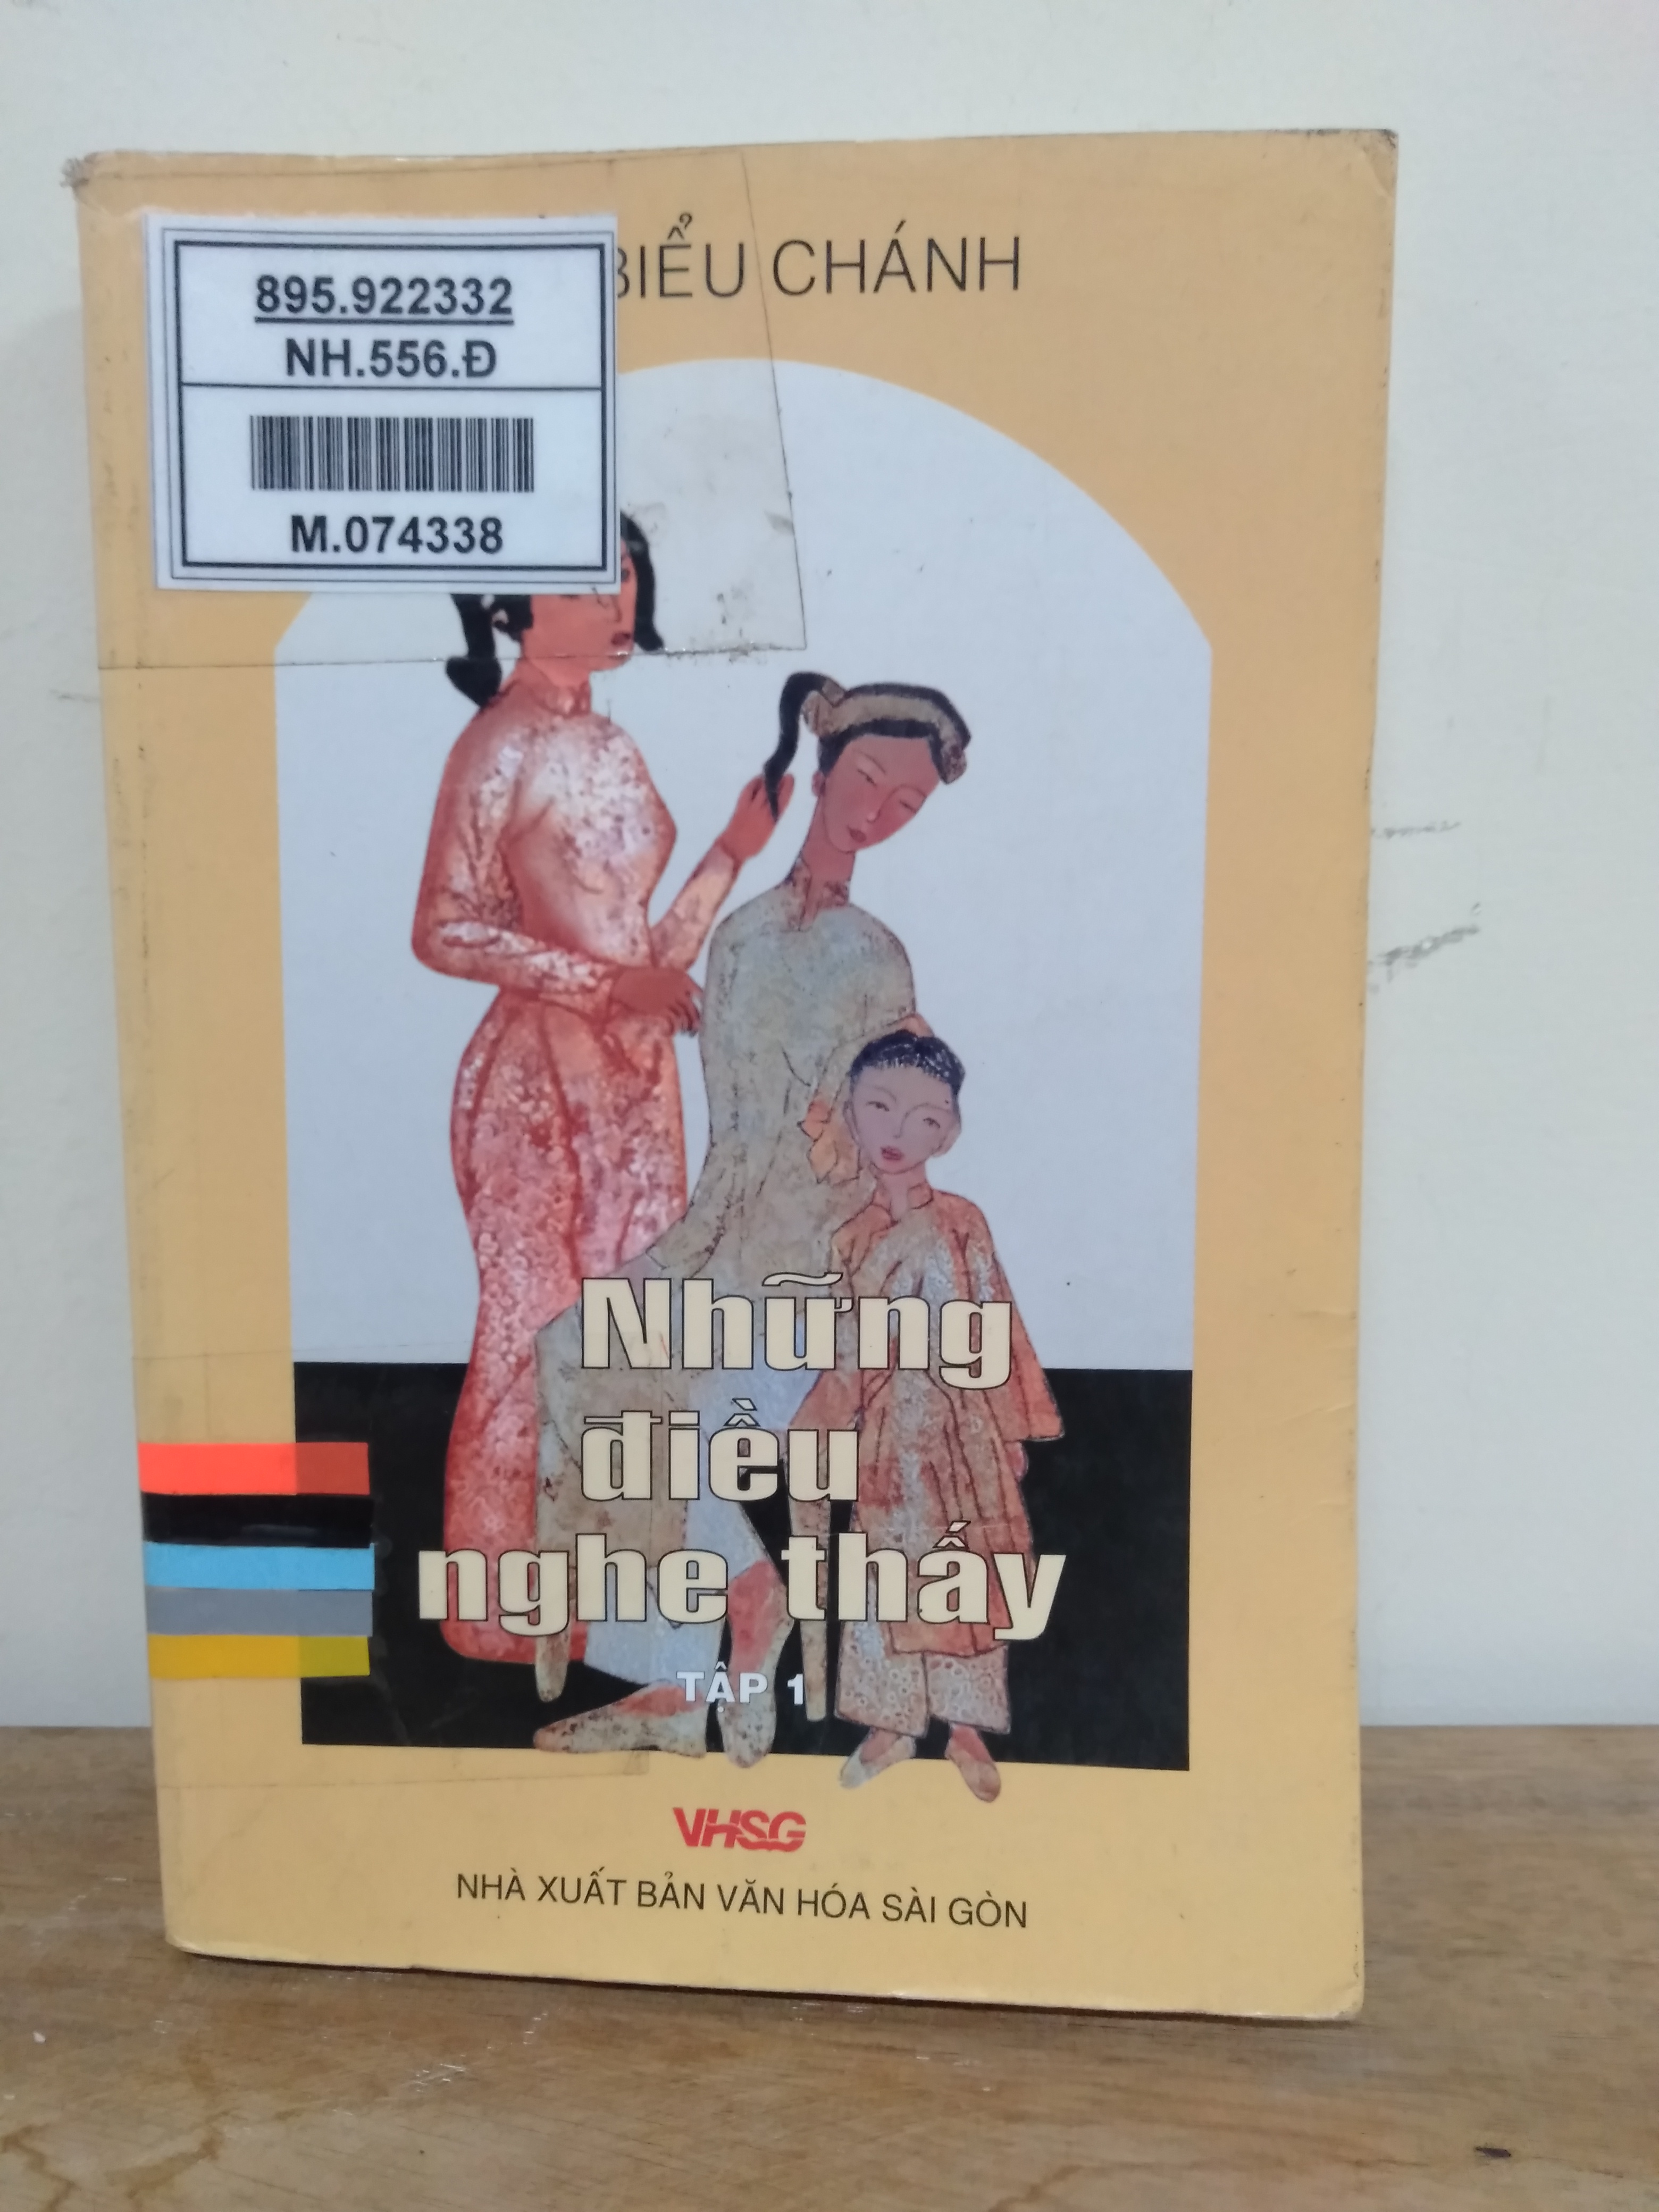 BIỂU CHÁNH
895.922332
NH.556.Đ
M.074338
Những
điều
nghe thấy
TẬP 1
VHSG
NHÀ XUẤT BẢN VĂN HÓA SÀI GÒN